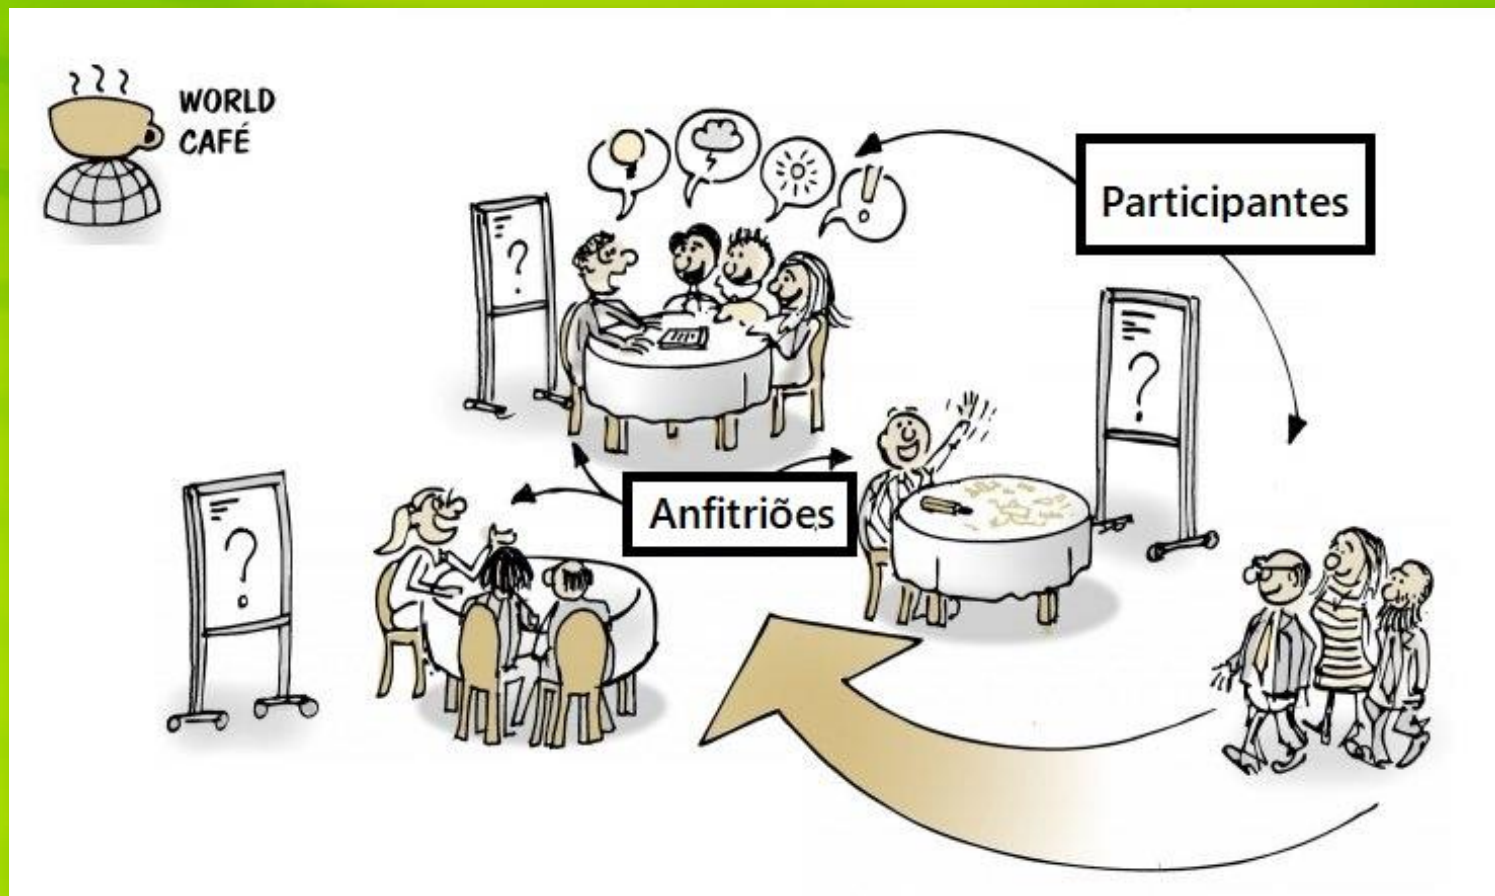 WORLD
CAFÉ
Participantes
?
?
Anfitriões
?